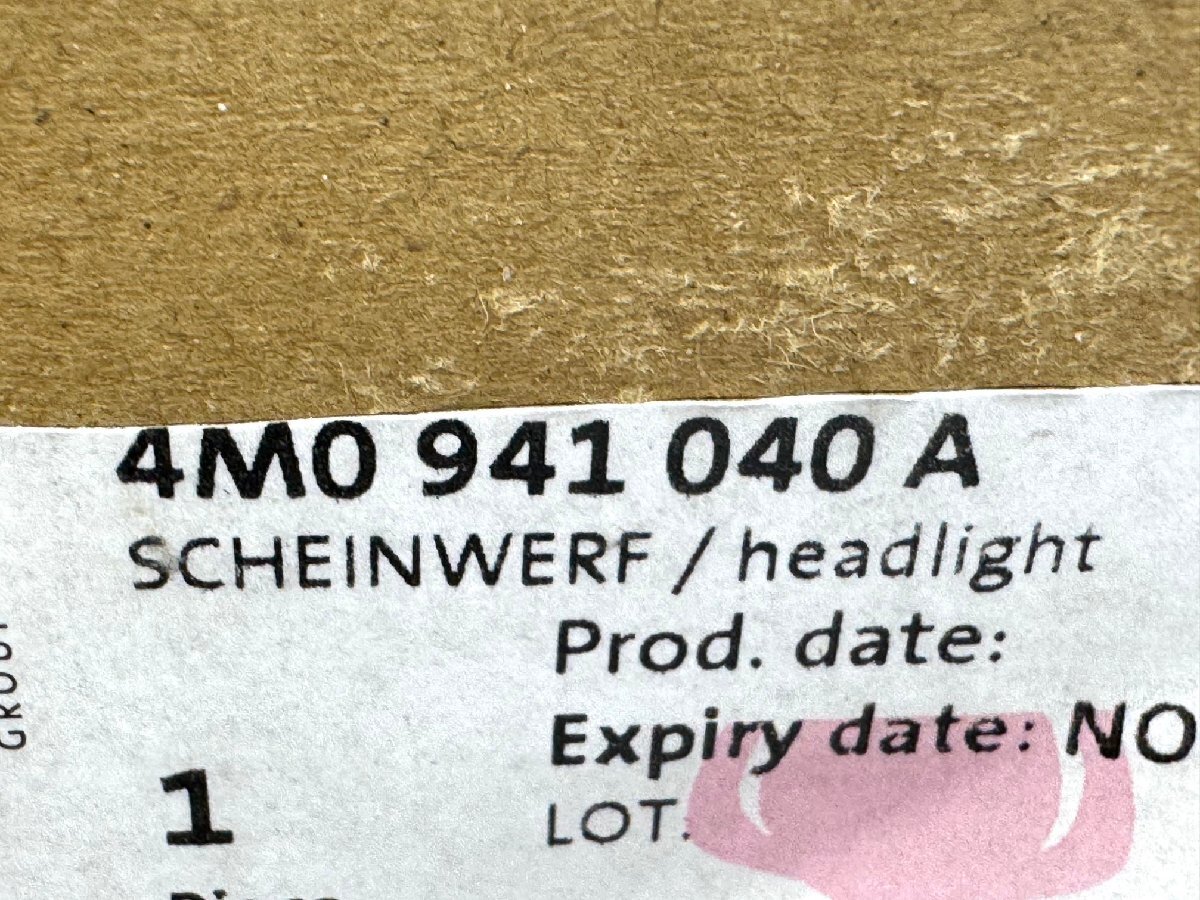 4M0 941 040 A
SCHEINWERF / headlight
Prod. date:
Expiry date: NO
LOT:
1